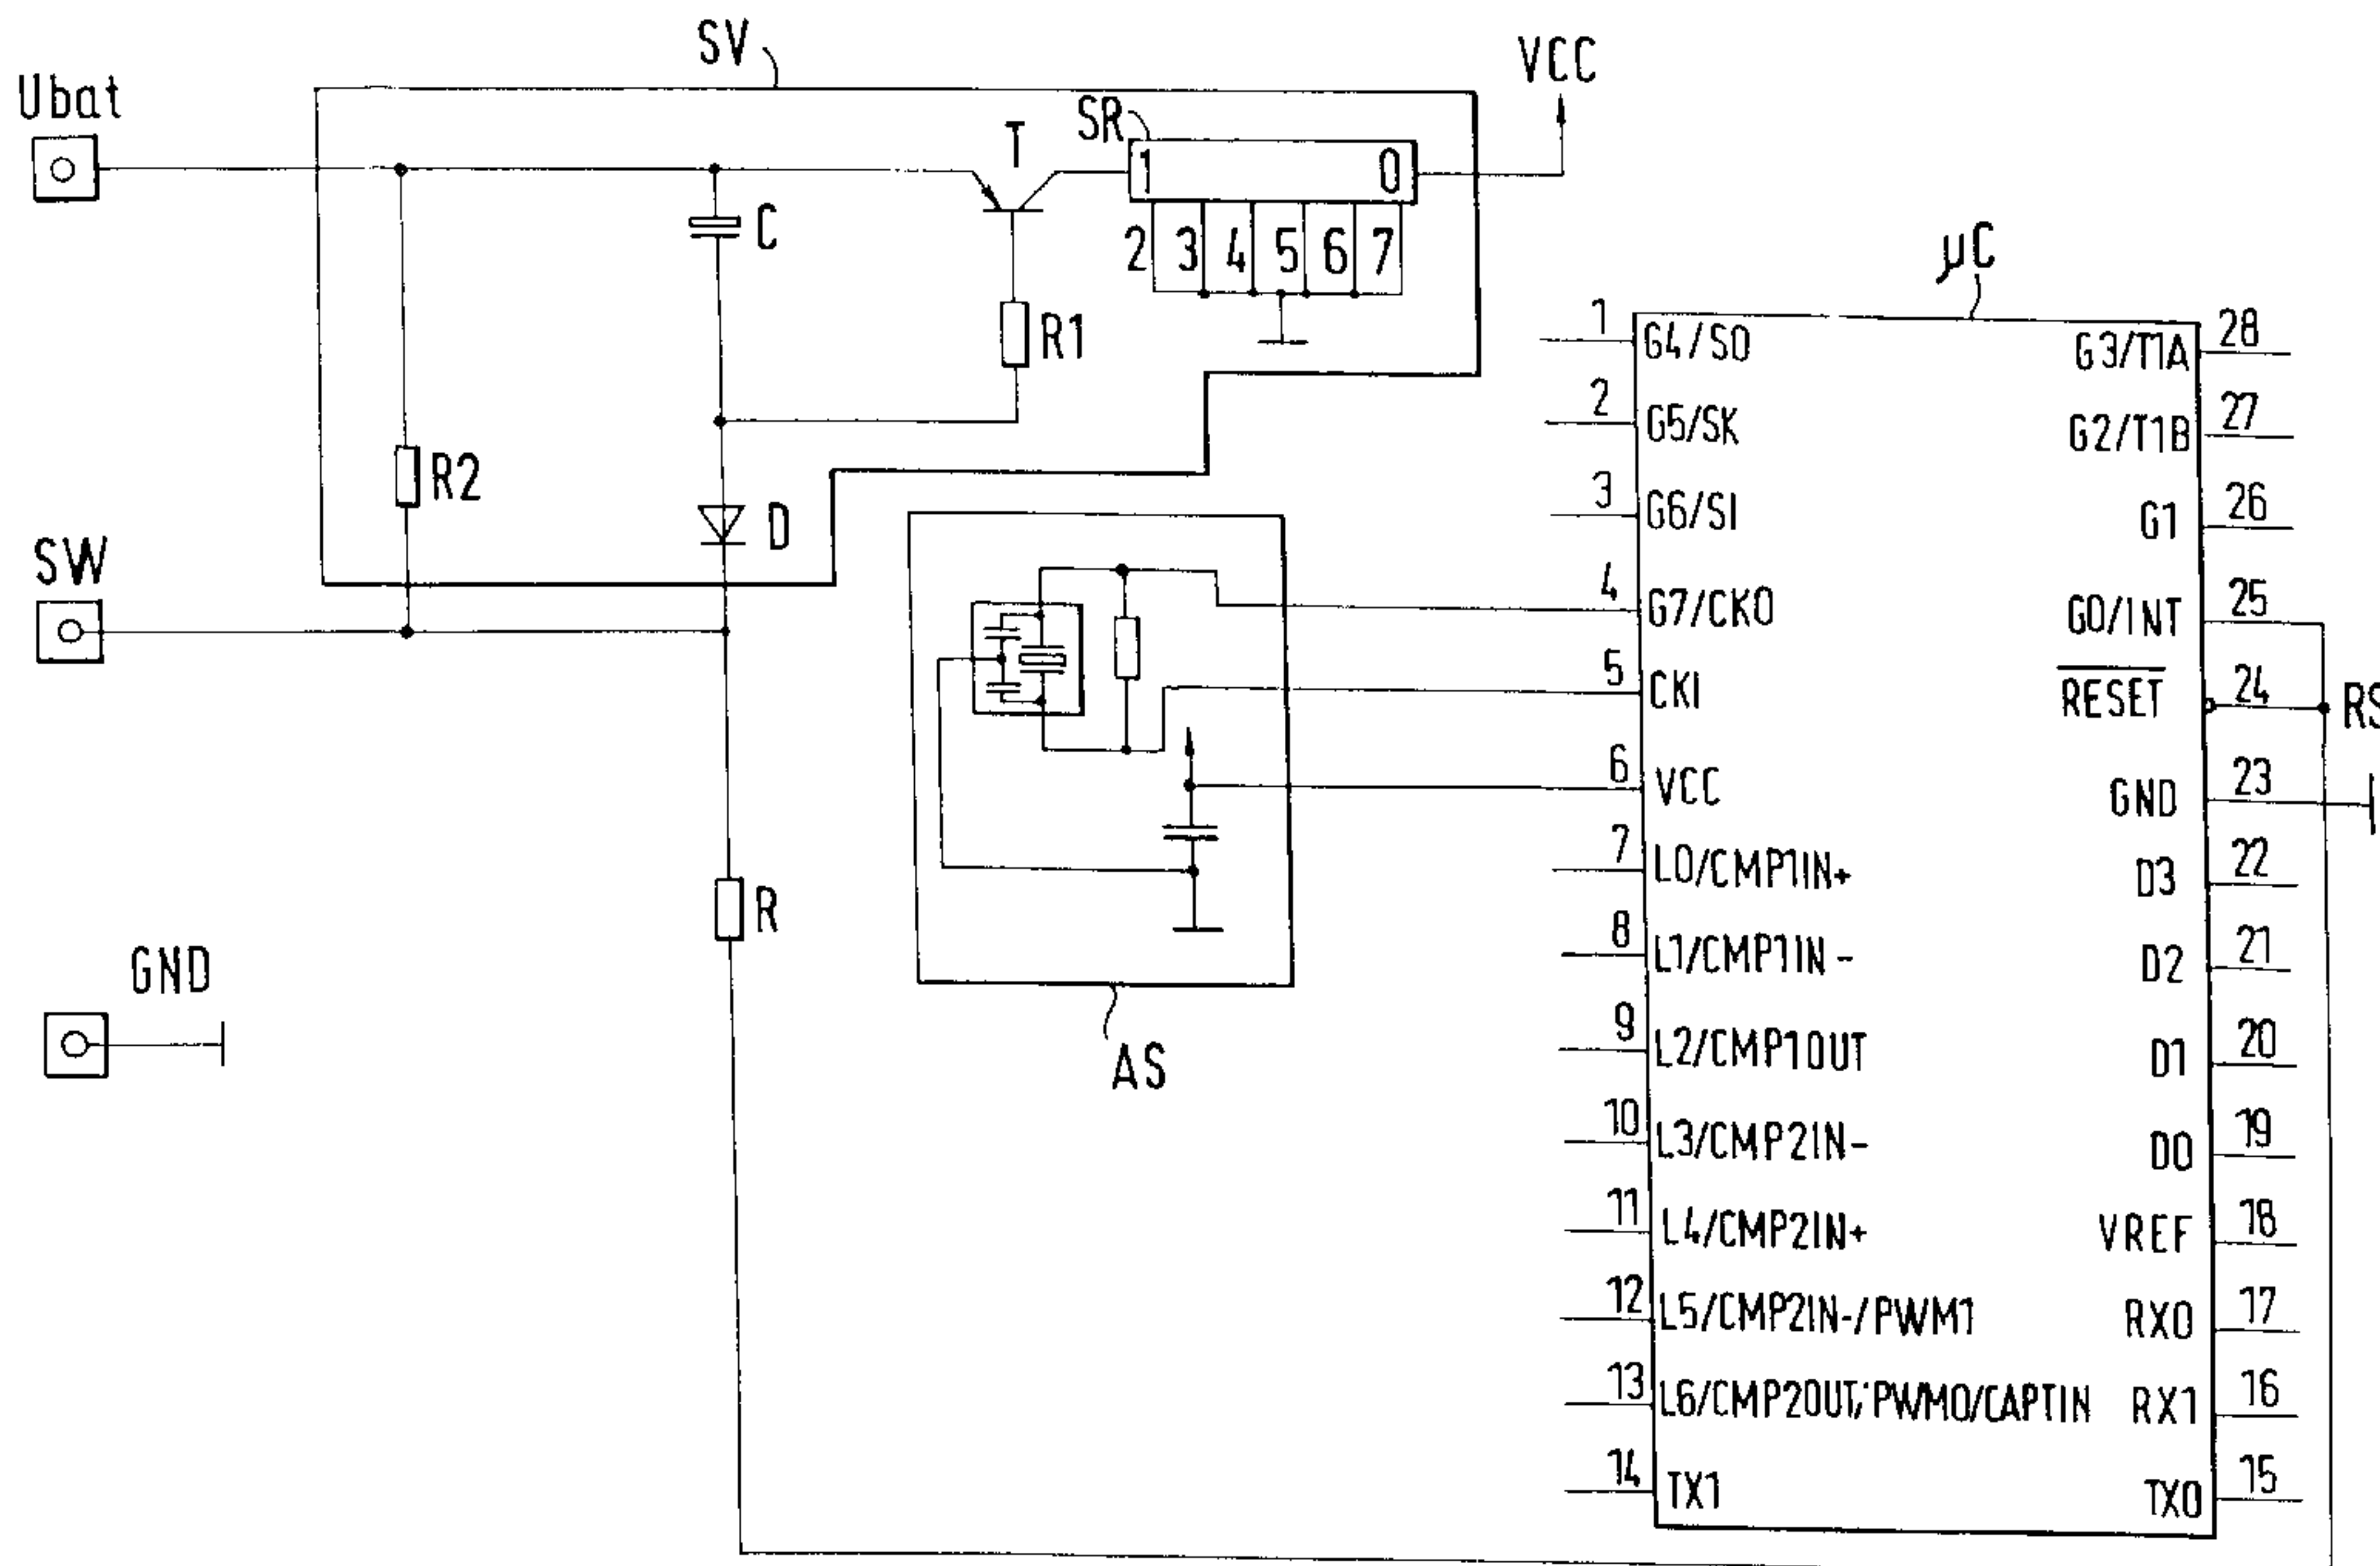 SV
VCC
Ubat
T
SR
1
0
C
2 3 4 5 6 7
R1
μC
R2
D
SW
R
GND
AS
1 G4/SO
2 G5/SK
3 G6/SI
4 G7/CKO
5 CKI
6 VCC
7 L0/CMP1IN+
8 L1/CMP1IN-
9 L2/CMP1OUT
10 L3/CMP2IN-
11 L4/CMP2IN+
12 L5/CMP2IN-/PWM1
13 L6/CMP2OUT/PWM0/CAPTIN
14 TX1
G3/T1A 28
G2/T1B 27
G1 26
G0/INT 25
RESET 24
RS
GND 23
D3 22
D2 21
D1 20
D0 19
VREF 18
RX0 17
RX1 16
TX0 15